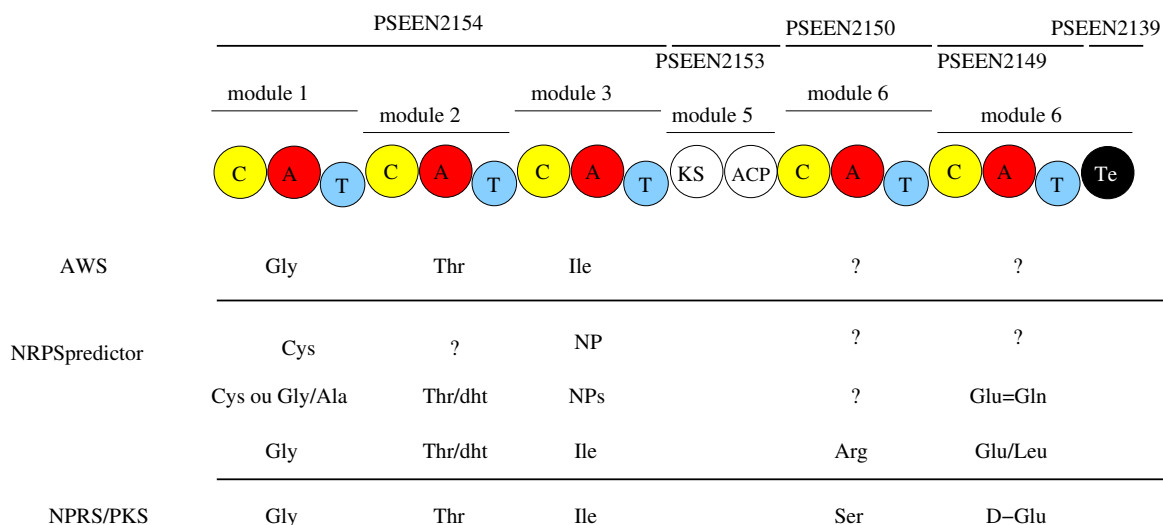 PSEEN2154 PSEEN2150 PSEEN2139
PSEEN2153 PSEEN2149
module 1 module 3 module 6
module 2 module 5 module 6
C A T C A T C A T KS ACP C A T C A T Te
AWS Gly Thr Ile ? ?
NRPSpredictor Cys ? NP ? ?
Cys ou Gly/Ala Thr/dht NPs ? Glu=Gln
Gly Thr/dht Ile Arg Glu/Leu
NPRS/PKS Gly Thr Ile Ser D−Glu